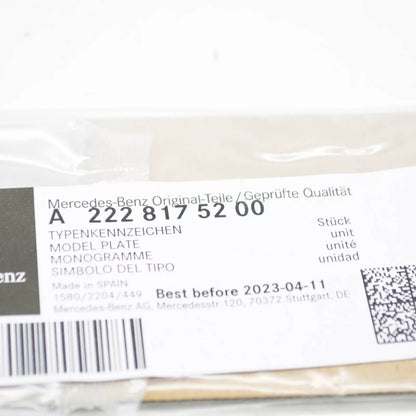 Mercedes-Benz Original-Teile/Geprüfte Qualität
A 222 817 52 00
TYPENKENNZEICHEN Stück
MODEL PLATE unit
MONOGRAMME unité
SIMBOLO DEL TIPO unidad
Made in SPAIN
1580/2204/449 Best before 2023-04-11
Mercedes-Benz AG, Mercedesstr.120, 70372 Stuttgart, DE
enz